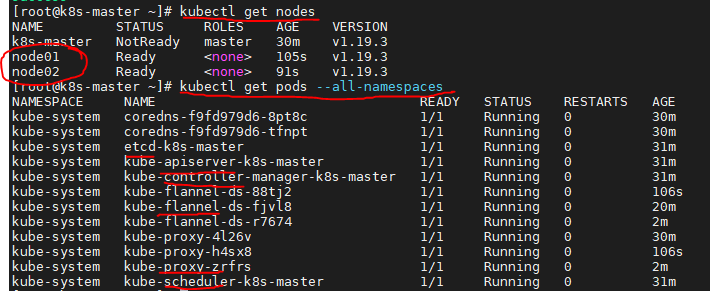 success
[root@k8s-master ~]# kubectl get nodes
NAME STATUS ROLES AGE VERSION
k8s-master NotReady master 30m v1.19.3
node01 Ready <none> 105s v1.19.3
node02 Ready <none> 91s v1.19.3
[root@k8s-master ~]# kubectl get pods --all-namespaces
NAMESPACE NAME READY STATUS RESTARTS AGE
kube-system coredns-f9fd979d6-8pt8c 1/1 Running 0 30m
kube-system coredns-f9fd979d6-tfnpt 1/1 Running 0 30m
kube-system etcd-k8s-master 1/1 Running 0 31m
kube-system kube-apiserver-k8s-master 1/1 Running 0 31m
kube-system kube-controller-manager-k8s-master 1/1 Running 0 31m
kube-system kube-flannel-ds-88tj2 1/1 Running 0 106s
kube-system kube-flannel-ds-fjvl8 1/1 Running 0 20m
kube-system kube-flannel-ds-r7674 1/1 Running 0 2m
kube-system kube-proxy-4l26v 1/1 Running 0 30m
kube-system kube-proxy-h4sx8 1/1 Running 0 106s
kube-system kube-proxy-zrfrs 1/1 Running 0 2m
kube-system kube-scheduler-k8s-master 1/1 Running 0 31m